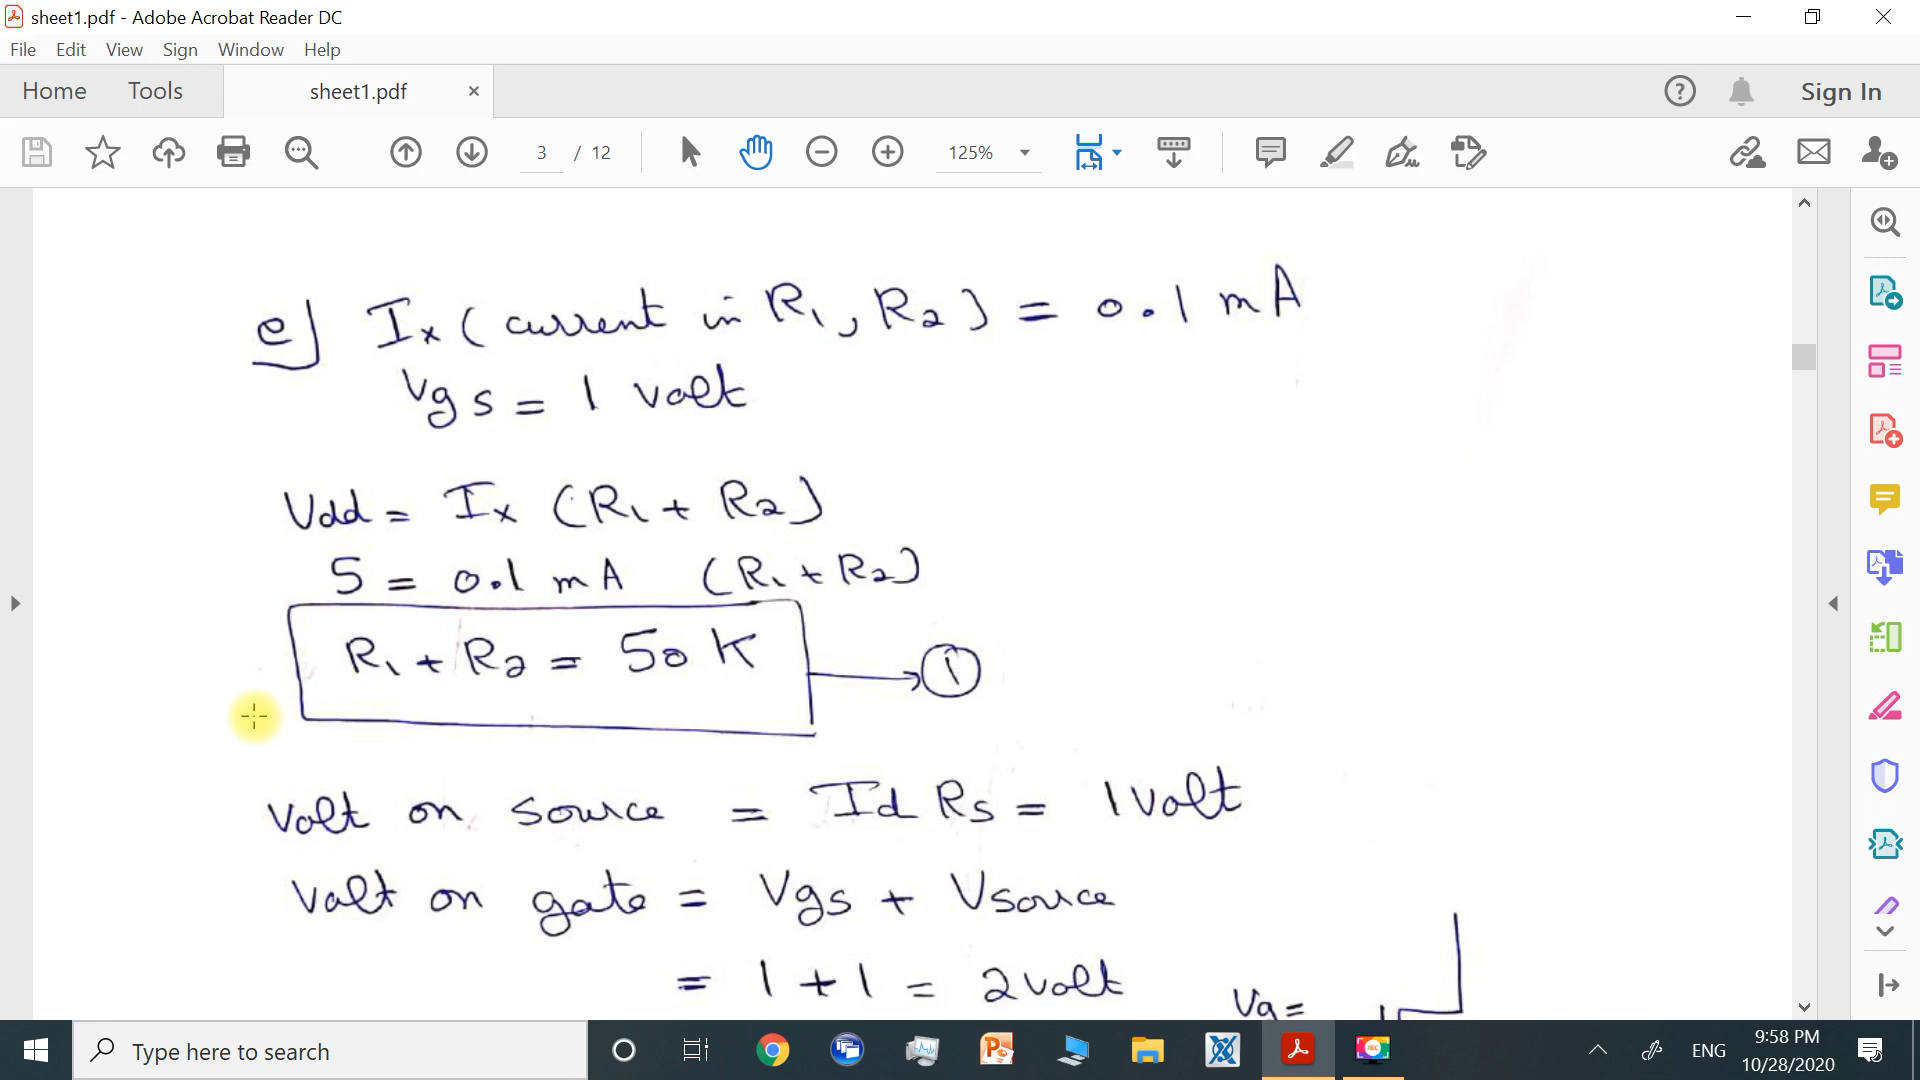 sheet1.pdf - Adobe Acrobat Reader DC
File Edit View Sign Window Help
Home Tools sheet1.pdf × Sign In
3 / 12 125%
e] Ix ( current in R1, R2 ) = 0.1 mA
Vgs = 1 volt
Vdd = Ix (R1 + R2)
5 = 0.1 mA (R1 + R2)
R1 + R2 = 50 K → 1
Volt on source = Id Rs = 1 Volt
Volt on gate = Vgs + Vsource
= 1 + 1 = 2 volt
Vg =
Type here to search
ENG
9:58 PM
10/28/2020